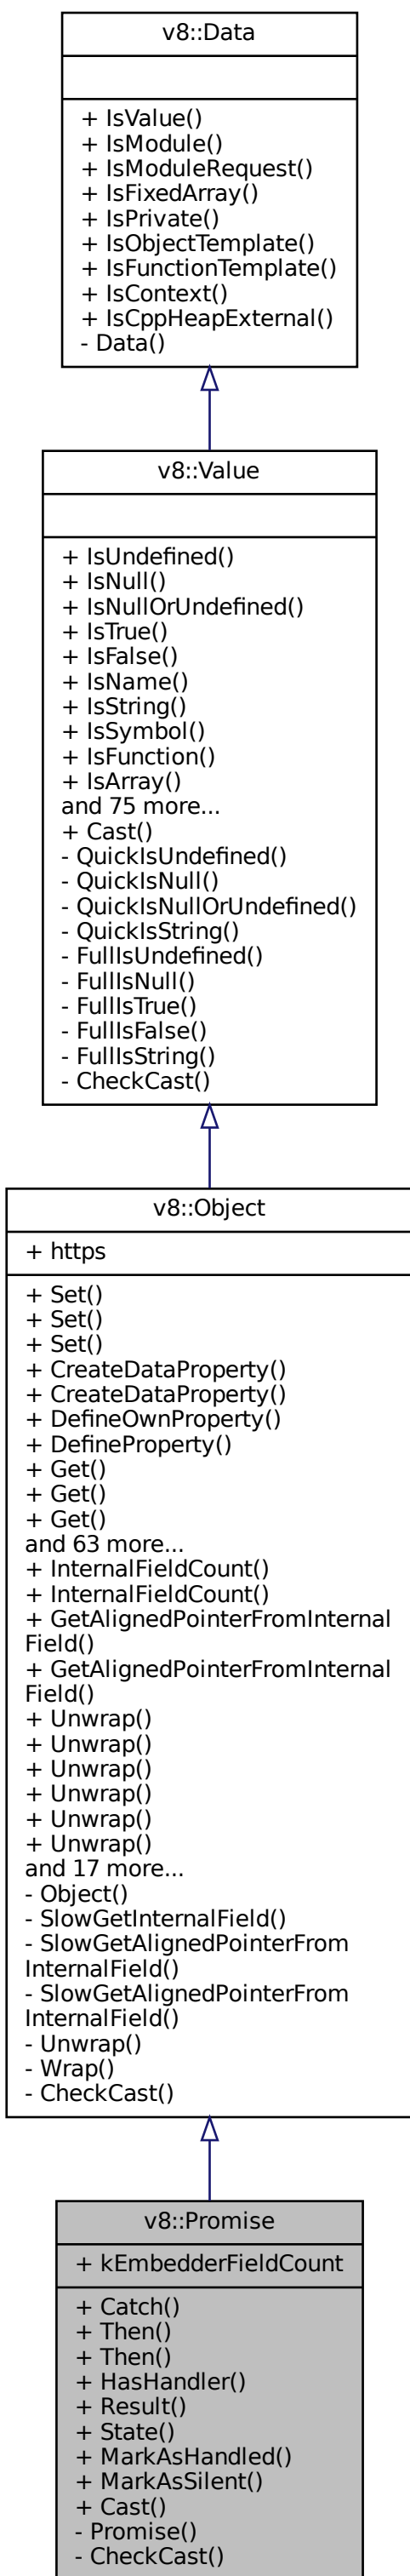 v8::Data
+ IsValue()
+ IsModule()
+ IsModuleRequest()
+ IsFixedArray()
+ IsPrivate()
+ IsObjectTemplate()
+ IsFunctionTemplate()
+ IsContext()
+ IsCppHeapExternal()
- Data()
v8::Value
+ IsUndefined()
+ IsNull()
+ IsNullOrUndefined()
+ IsTrue()
+ IsFalse()
+ IsName()
+ IsString()
+ IsSymbol()
+ IsFunction()
+ IsArray()
and 75 more...
+ Cast()
- QuickIsUndefined()
- QuickIsNull()
- QuickIsNullOrUndefined()
- QuickIsString()
- FullIsUndefined()
- FullIsNull()
- FullIsTrue()
- FullIsFalse()
- FullIsString()
- CheckCast()
v8::Object
+ https
+ Set()
+ Set()
+ Set()
+ CreateDataProperty()
+ CreateDataProperty()
+ DefineOwnProperty()
+ DefineProperty()
+ Get()
+ Get()
+ Get()
and 63 more...
+ InternalFieldCount()
+ InternalFieldCount()
+ GetAlignedPointerFromInternal
Field()
+ GetAlignedPointerFromInternal
Field()
+ Unwrap()
+ Unwrap()
+ Unwrap()
+ Unwrap()
+ Unwrap()
+ Unwrap()
and 17 more...
- Object()
- SlowGetInternalField()
- SlowGetAlignedPointerFrom
InternalField()
- SlowGetAlignedPointerFrom
InternalField()
- Unwrap()
- Wrap()
- CheckCast()
v8::Promise
+ kEmbedderFieldCount
+ Catch()
+ Then()
+ Then()
+ HasHandler()
+ Result()
+ State()
+ MarkAsHandled()
+ MarkAsSilent()
+ Cast()
- Promise()
- CheckCast()